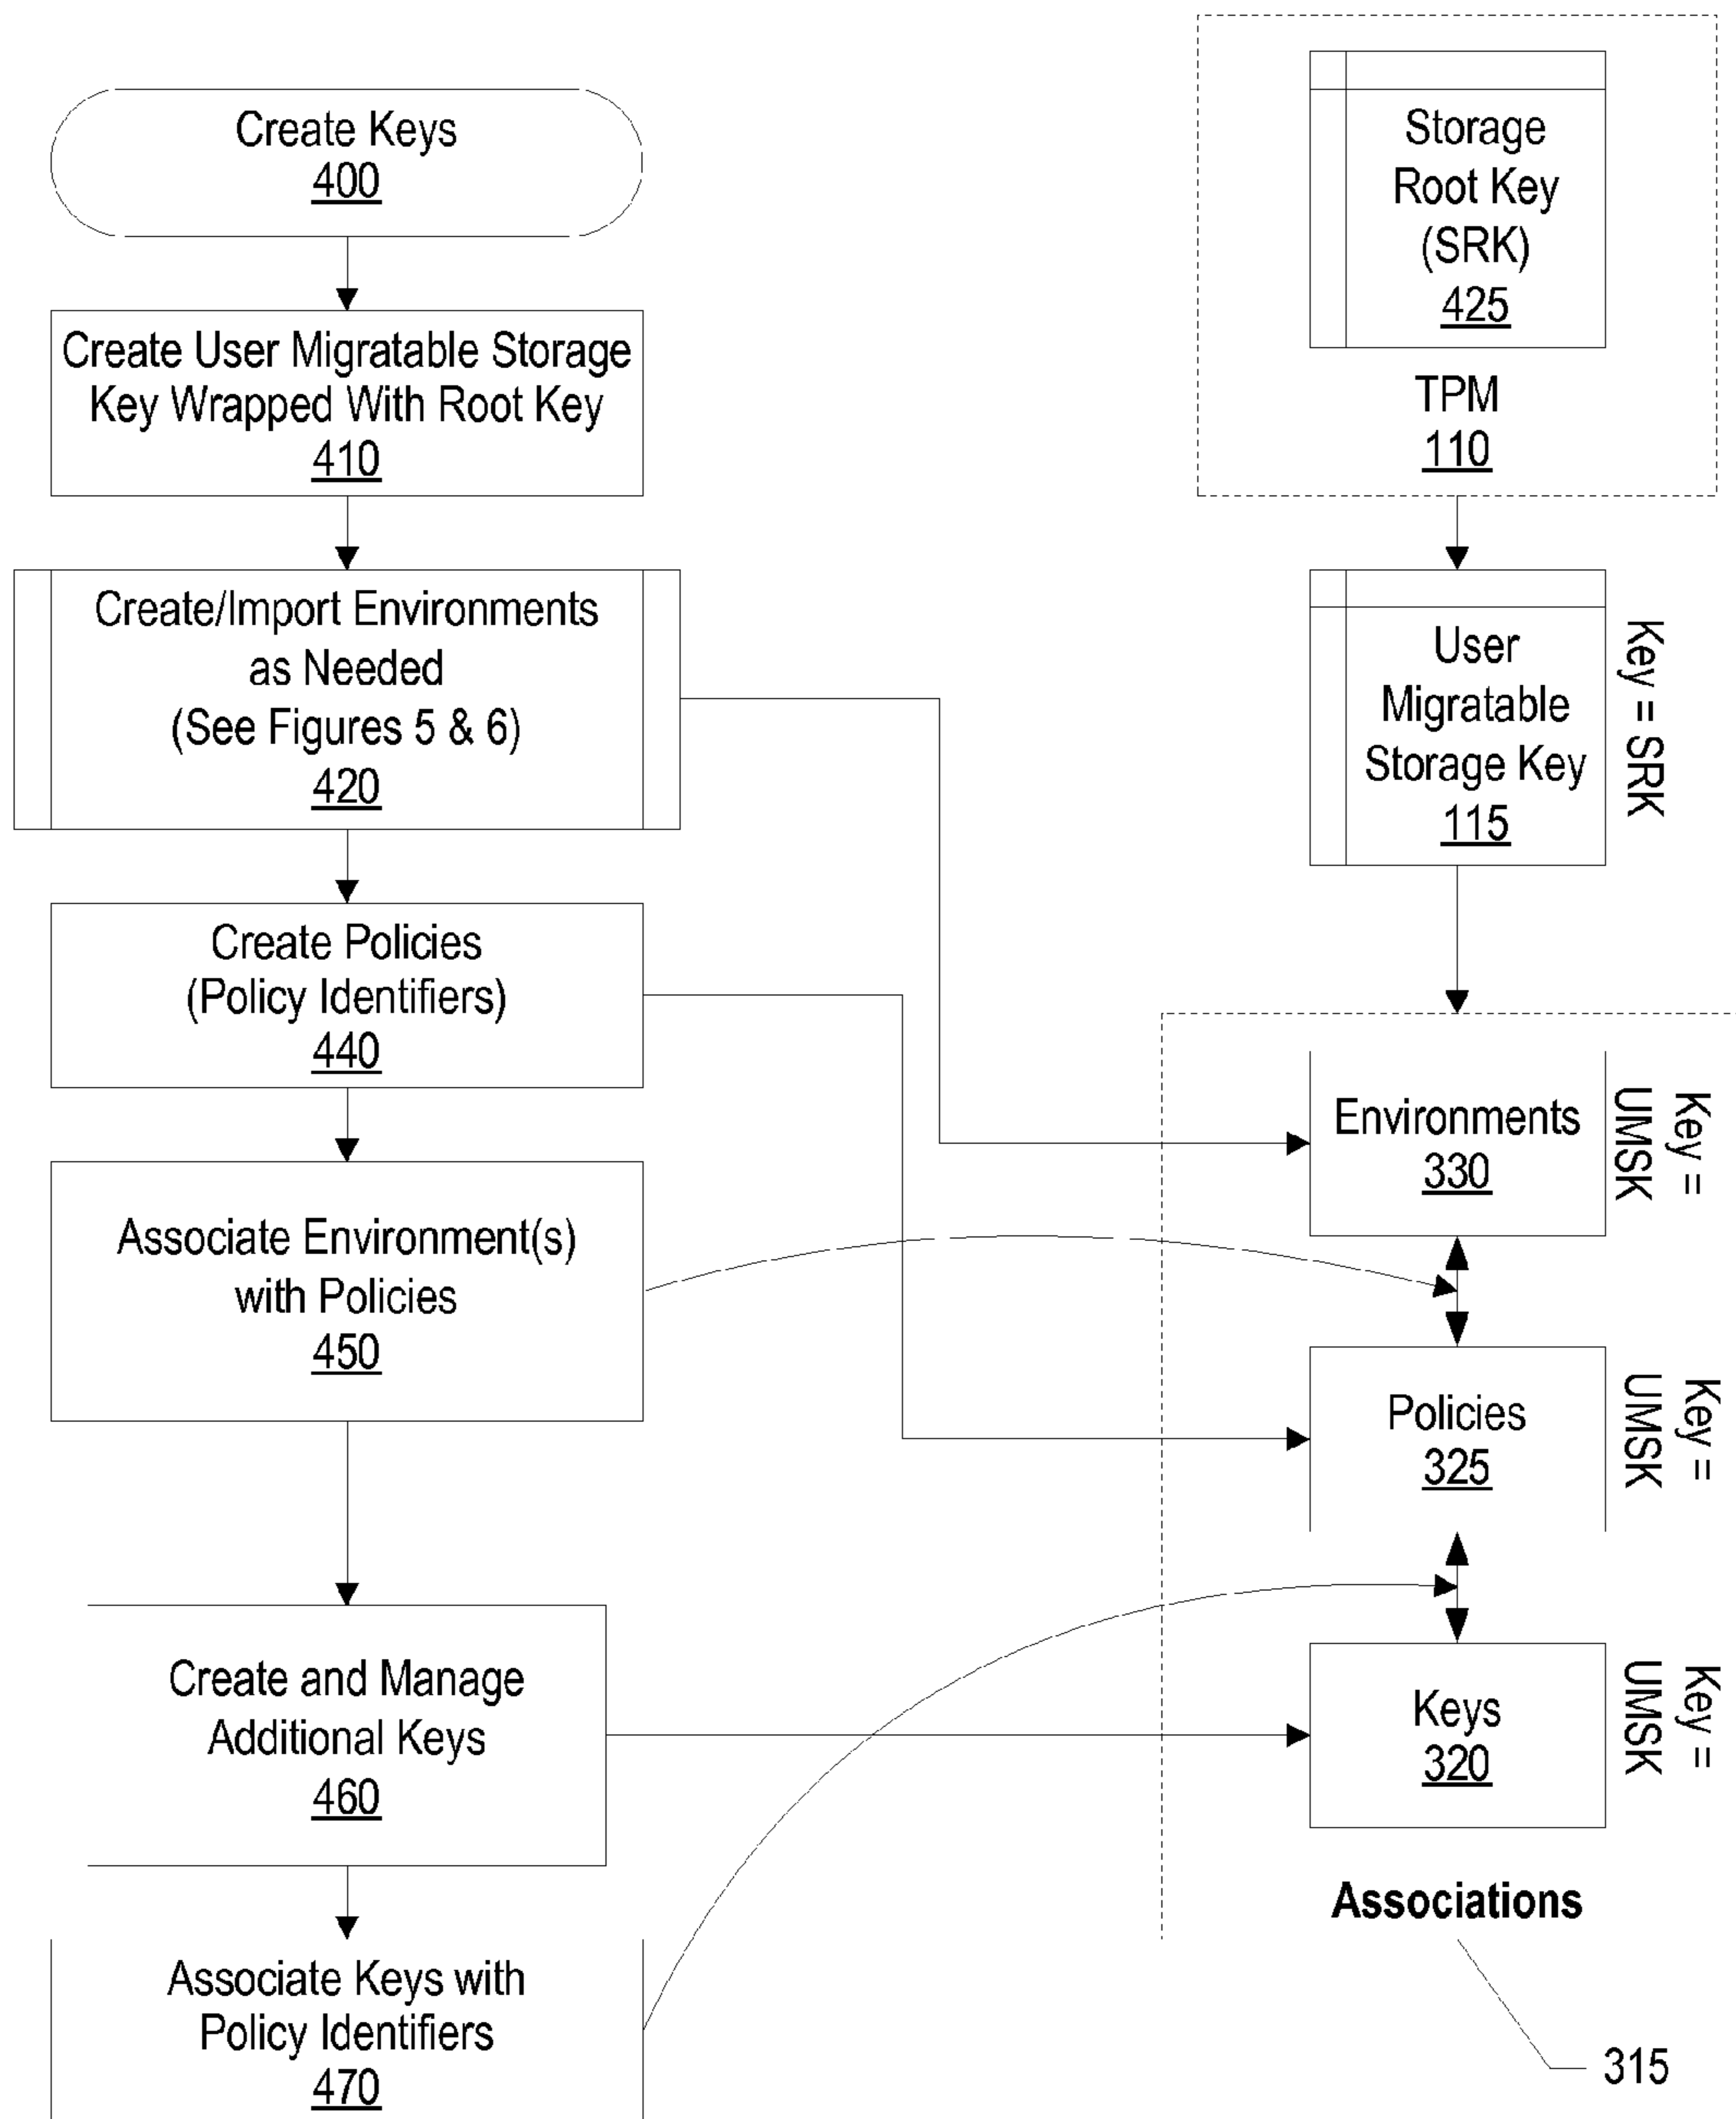 Create Keys
400
Create User Migratable Storage
Key Wrapped With Root Key
410
Create/Import Environments
as Needed
(See Figures 5 & 6)
420
Create Policies
(Policy Identifiers)
440
Associate Environment(s)
with Policies
450
Create and Manage
Additional Keys
460
Associate Keys with
Policy Identifiers
470
Storage
Root Key
(SRK)
425
TPM
110
User
Migratable
Storage Key
115
Key = SRK
Environments
330
Key =
UMSK
Policies
325
Key =
UMSK
Keys
320
Key =
UMSK
Associations
315